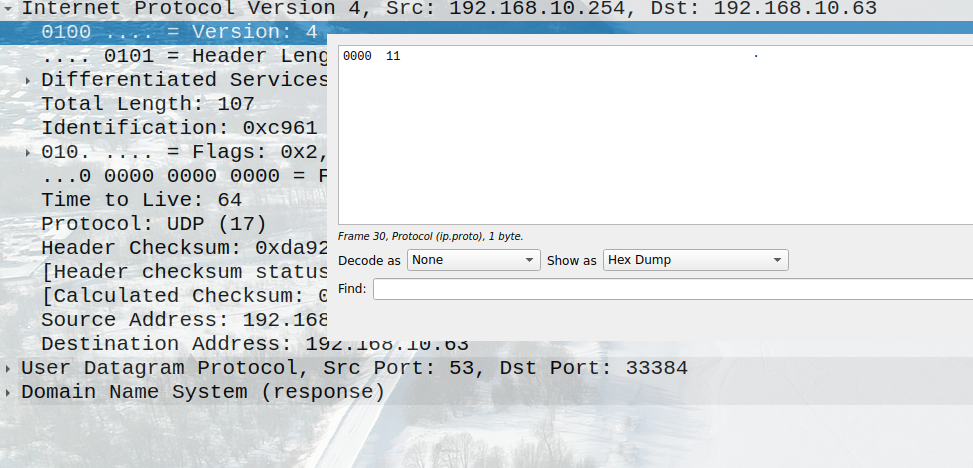 Internet Protocol Version 4, Src: 192.168.10.254, Dst: 192.168.10.63
0100 .... = Version: 4
.... 0101 = Header Leng
Differentiated Services
Total Length: 107
Identification: 0xc961
010. .... = Flags: 0x2,
...0 0000 0000 0000 = F
Time to Live: 64
Protocol: UDP (17)
Header Checksum: 0xda92
[Header checksum status
[Calculated Checksum: 0
Source Address: 192.168
Destination Address: 192.168.10.63
User Datagram Protocol, Src Port: 53, Dst Port: 33384
Domain Name System (response)
0000 11 .
Frame 30, Protocol (ip.proto), 1 byte.
Decode as None Show as Hex Dump
Find: